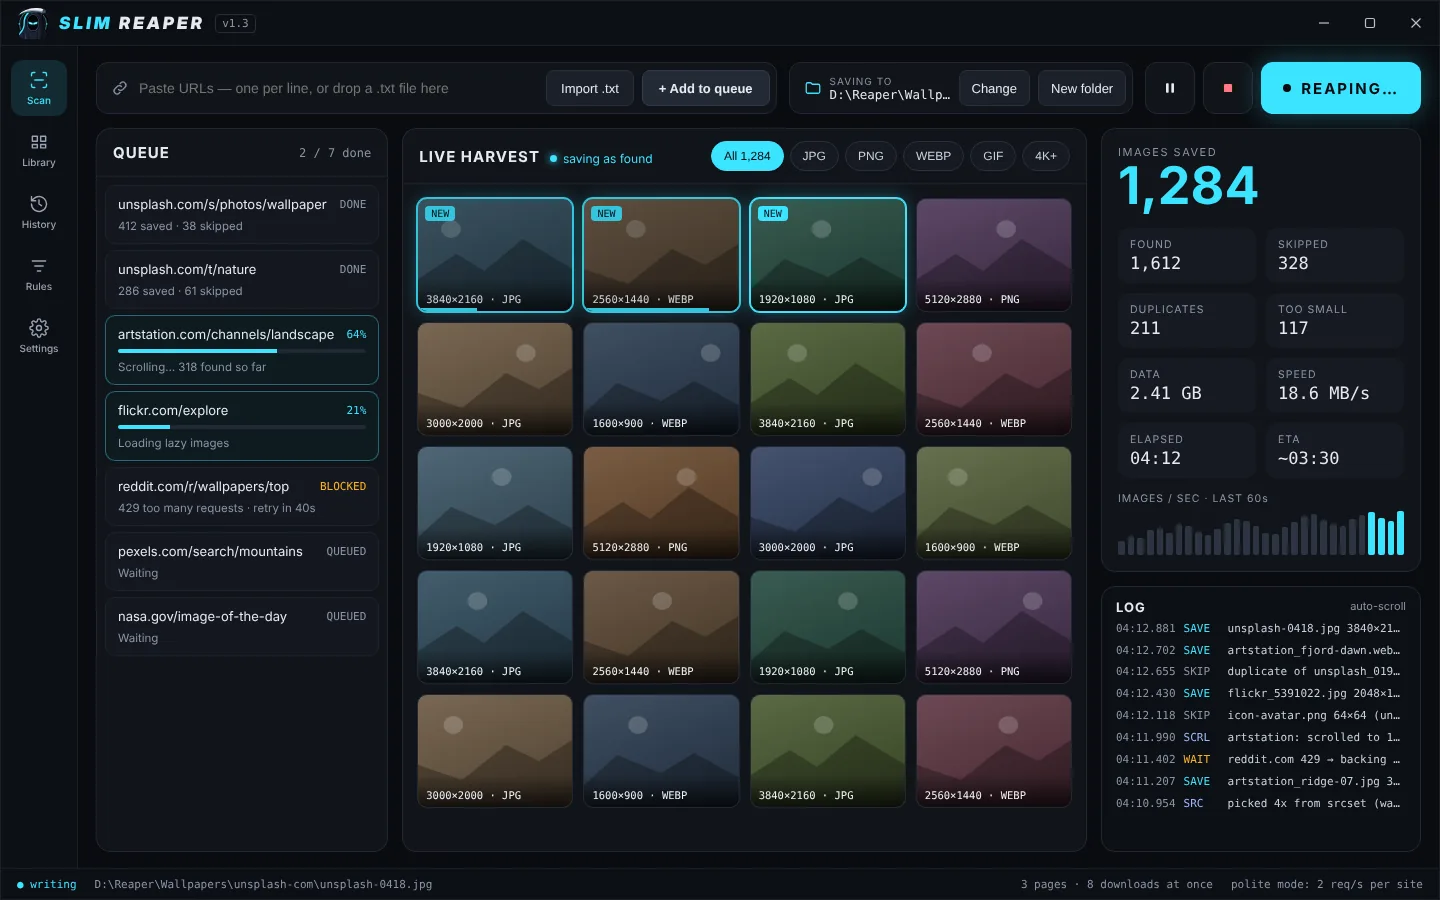 SLIM REAPER v1.3
Scan
Library
History
Rules
Settings
Paste URLs — one per line, or drop a .txt file here
Import .txt
+ Add to queue
SAVING TO
D:\Reaper\Wallp…
Change
New folder
REAPING…
QUEUE
2 / 7 done
unsplash.com/s/photos/wallpaper DONE
412 saved · 38 skipped
unsplash.com/t/nature DONE
286 saved · 61 skipped
artstation.com/channels/landscape 64%
Scrolling… 318 found so far
flickr.com/explore 21%
Loading lazy images
reddit.com/r/wallpapers/top BLOCKED
429 too many requests · retry in 40s
pexels.com/search/mountains QUEUED
Waiting
nasa.gov/image-of-the-day QUEUED
Waiting
LIVE HARVEST saving as found
All 1,284 JPG PNG WEBP GIF 4K+
NEW NEW NEW
3840×2160 · JPG 2560×1440 · WEBP 1920×1080 · JPG 5120×2880 · PNG
3000×2000 · JPG 1600×900 · WEBP 3840×2160 · JPG 2560×1440 · WEBP
1920×1080 · JPG 5120×2880 · PNG 3000×2000 · JPG 1600×900 · WEBP
3840×2160 · JPG 2560×1440 · WEBP 1920×1080 · JPG 5120×2880 · PNG
3000×2000 · JPG 1600×900 · WEBP 3840×2160 · JPG 2560×1440 · WEBP
IMAGES SAVED
1,284
FOUND SKIPPED
1,612 328
DUPLICATES TOO SMALL
211 117
DATA SPEED
2.41 GB 18.6 MB/s
ELAPSED ETA
04:12 ~03:30
IMAGES / SEC · LAST 60s
LOG auto-scroll
04:12.881 SAVE unsplash-0418.jpg 3840×21…
04:12.702 SAVE artstation_fjord-dawn.web…
04:12.655 SKIP duplicate of unsplash_019…
04:12.430 SAVE flickr_5391022.jpg 2048×1…
04:12.118 SKIP icon-avatar.png 64×64 (un…
04:11.990 SCRL artstation: scrolled to 1…
04:11.402 WAIT reddit.com 429 → backing …
04:11.207 SAVE artstation_ridge-07.jpg 3…
04:10.954 SRC picked 4x from srcset (wa…
writing D:\Reaper\Wallpapers\unsplash-com\unsplash-0418.jpg
3 pages · 8 downloads at once polite mode: 2 req/s per site